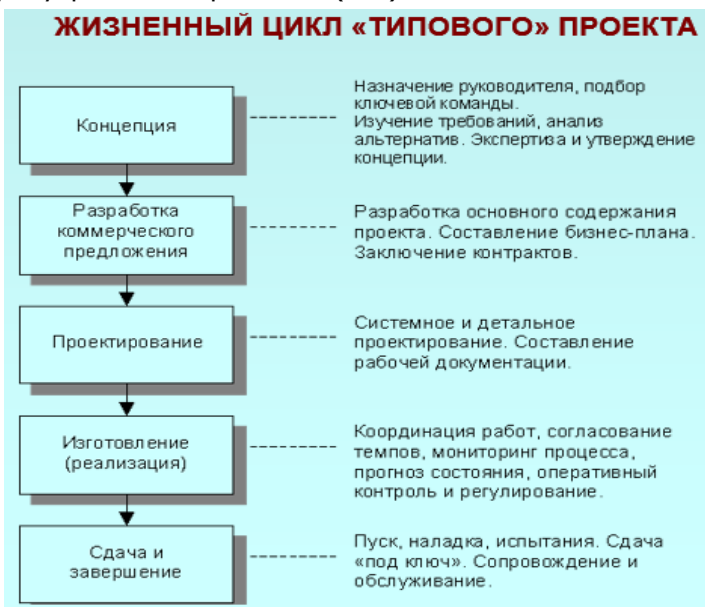 ЖИЗНЕННЫЙ ЦИКЛ «ТИПОВОГО» ПРОЕКТА
Концепция
Назначение руководителя, подбор
ключевой команды.
Изучение требований, анализ
альтернатив. Экспертиза и утверждение
концепции.
Разработка
коммерческого
предложения
Разработка основного содержания
проекта. Составление бизнес-плана.
Заключение контрактов.
Проектирование
Системное и детальное
проектирование. Составление
рабочей документации.
Изготовление
(реализация)
Координация работ, согласование
темпов, мониторинг процесса,
прогноз состояния, оперативный
контроль и регулирование.
Сдача и
завершение
Пуск, наладка, испытания. Сдача
«под ключ». Сопровождение и
обслуживание.